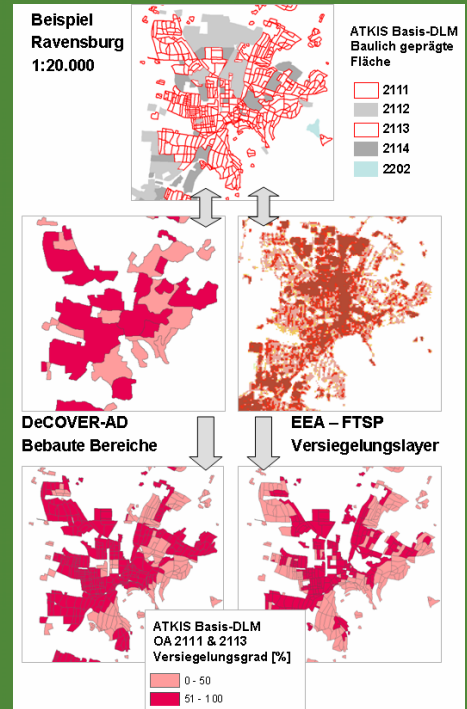 Beispiel
Ravensburg
1:20.000
ATKIS Basis-DLM
Baulich geprägte
Fläche
2111
2112
2113
2114
2202
DeCOVER-AD
Bebaute Bereiche
EEA – FTSP
Versiegelungslayer
ATKIS Basis-DLM
OA 2111 & 2113
Versiegelungsgrad [%]
0 - 50
51 - 100